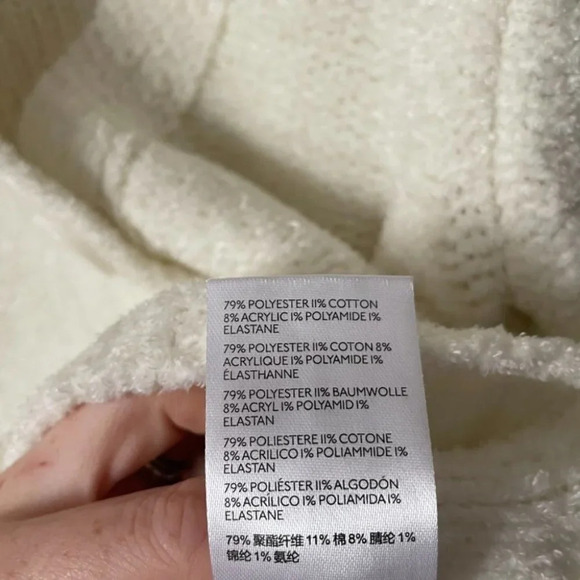 79% POLYESTER 11% COTTON
8% ACRYLIC 1% POLYAMIDE 1%
ELASTANE
79% POLYESTER 11% COTON 8%
ACRYLIQUE 1% POLYAMIDE 1%
ÉLASTHANNE
79% POLYESTER 11% BAUMWOLLE
8% ACRYL 1% POLYAMID 1%
ELASTAN
79% POLIESTERE 11% COTONE
8% ACRILICO 1% POLIAMMIDE 1%
ELASTAN
79% POLIÉSTER 11% ALGODÓN
8% ACRÍLICO 1% POLIAMIDA 1%
ELASTANO
79% 聚酯纤维 11% 棉 8% 腈纶 1%
锦纶 1% 氨纶